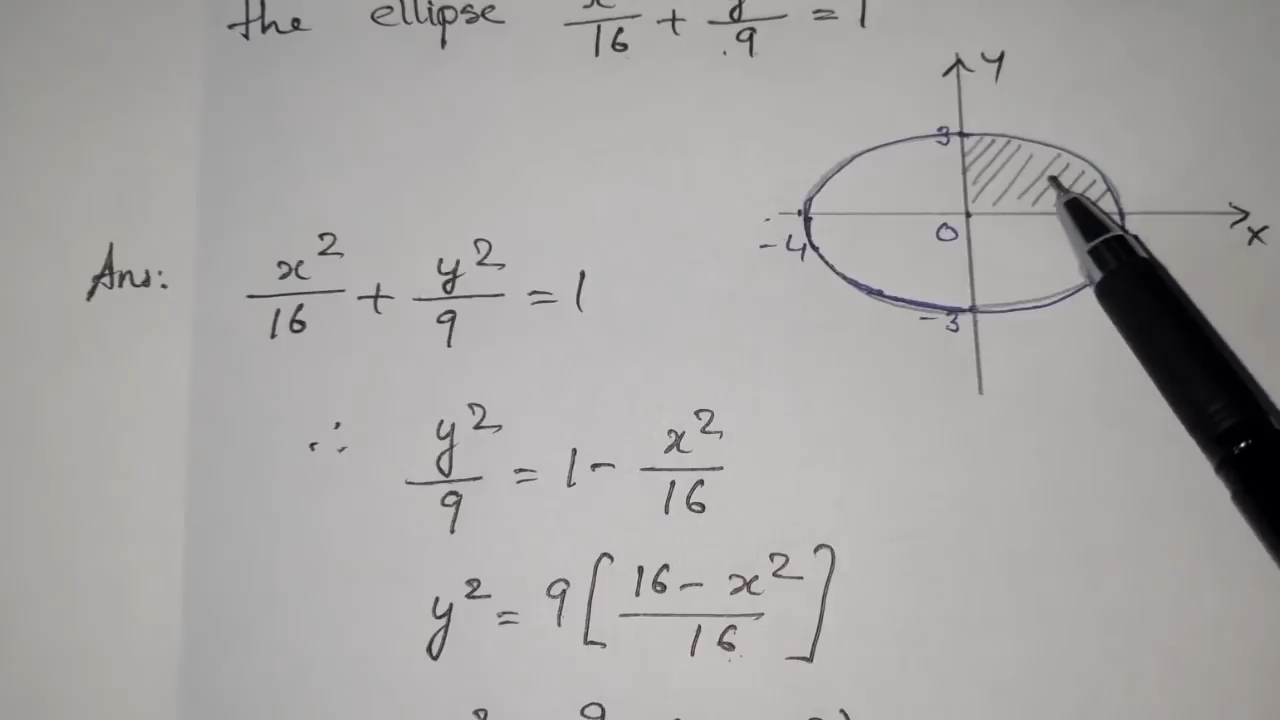 the ellipse x²/16 + y²/9 = 1
Y
3
0
X
-4
-3
Ans: x²/16 + y²/9 = 1
∴ y²/9 = 1 - x²/16
y² = 9[(16 - x²)/16]